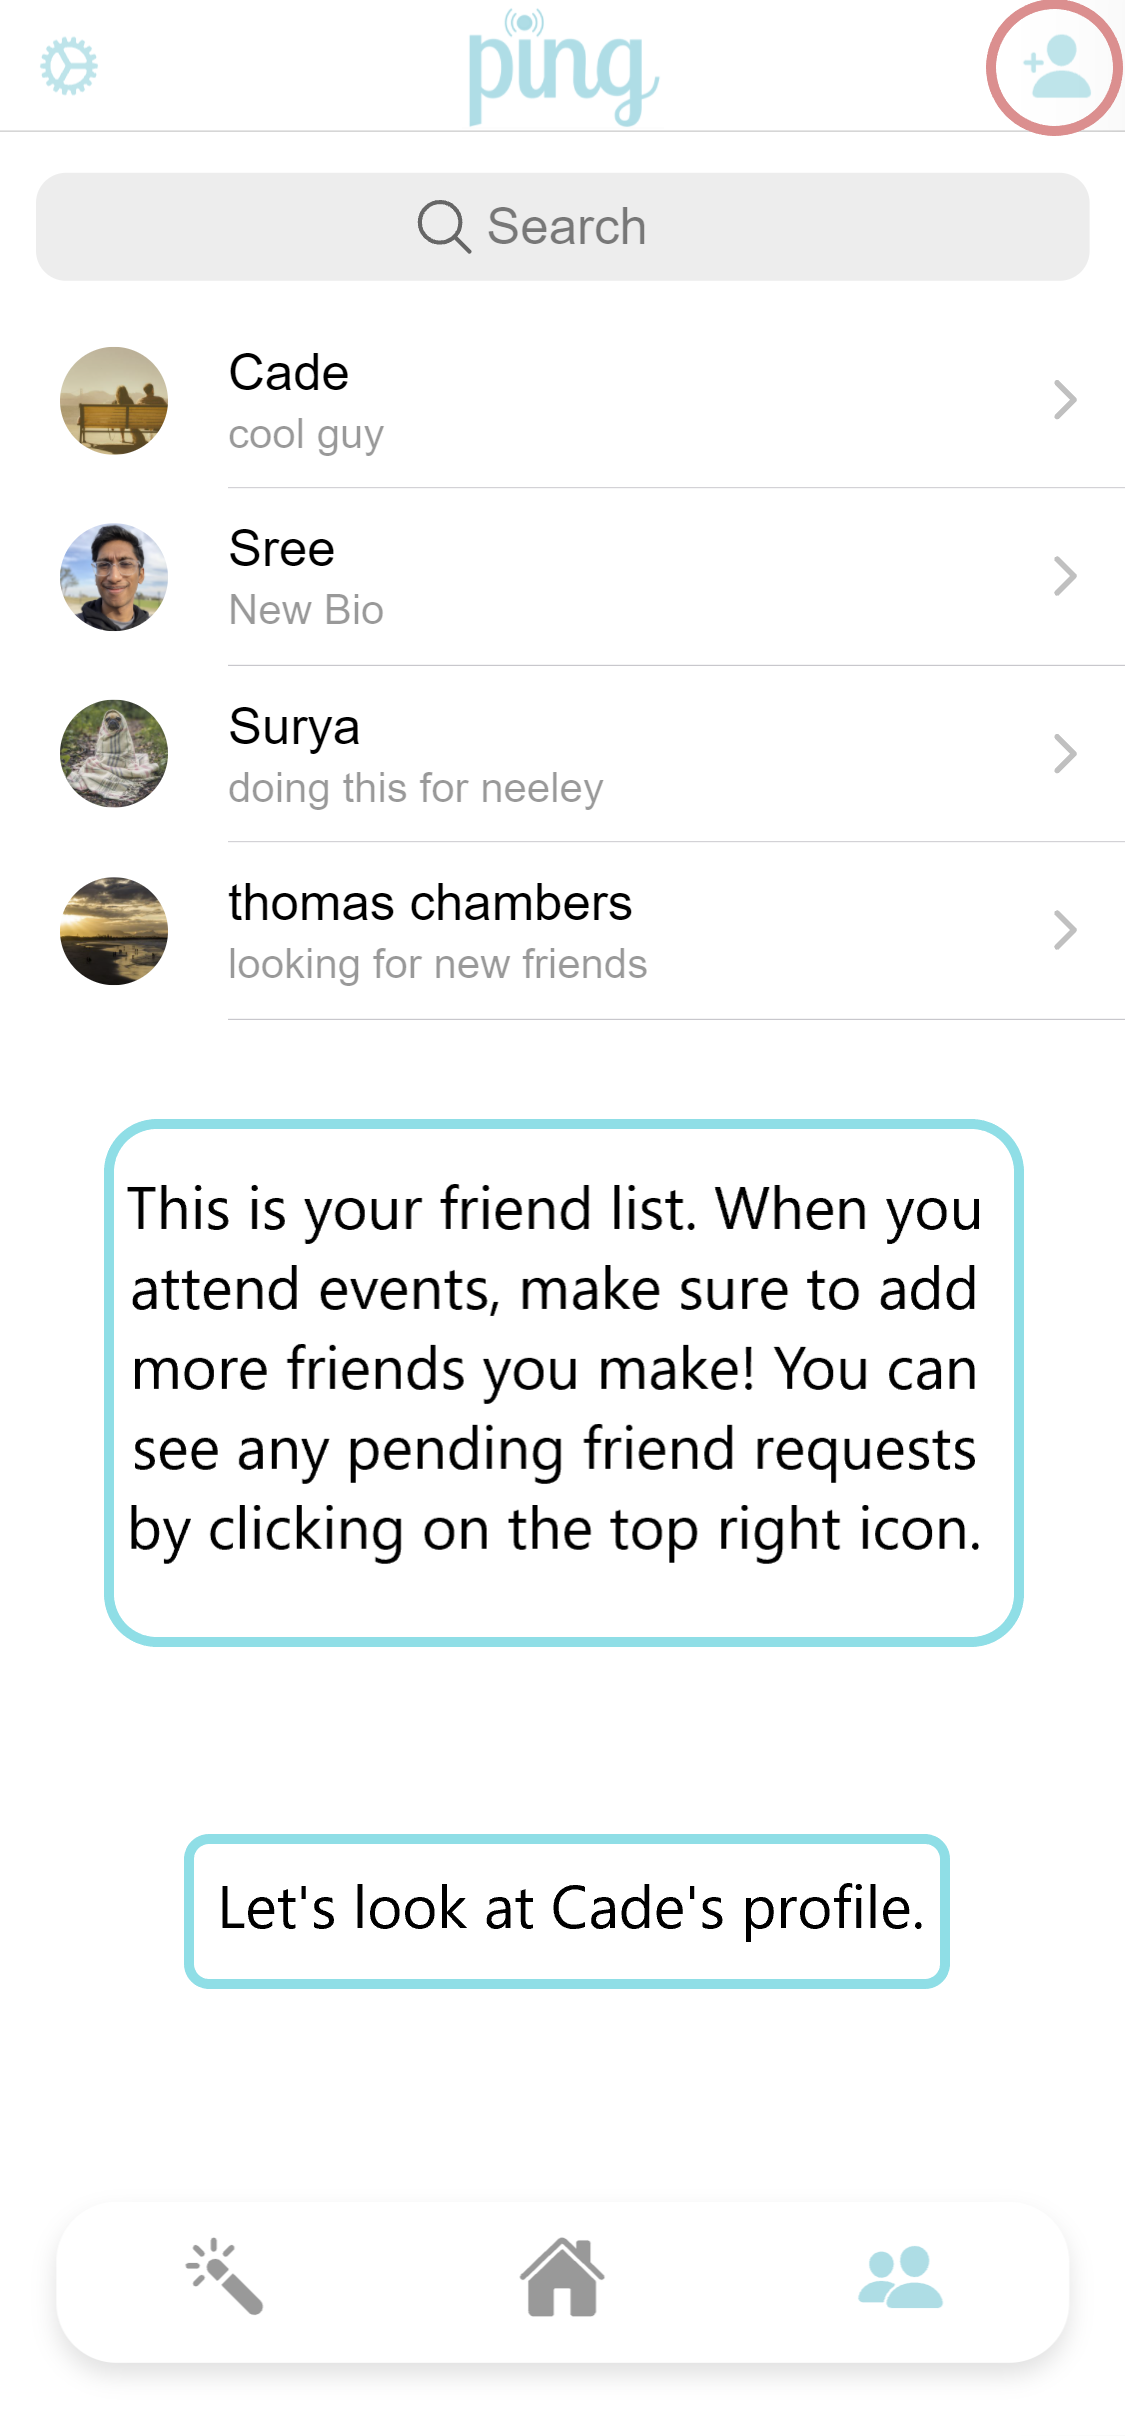 ping
Search
Cade
cool guy
Sree
New Bio
Surya
doing this for neeley
thomas chambers
looking for new friends
This is your friend list. When you
attend events, make sure to add
more friends you make! You can
see any pending friend requests
by clicking on the top right icon.
Let's look at Cade's profile.